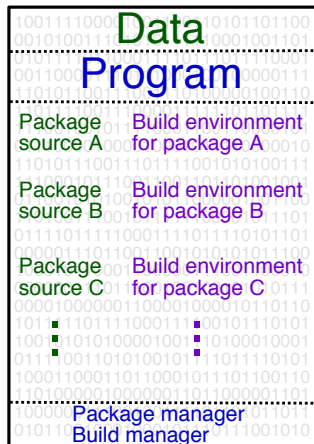 Data
Program
Package source A
Build environment for package A
Package source B
Build environment for package B
Package source C
Build environment for package C
Package manager
Build manager